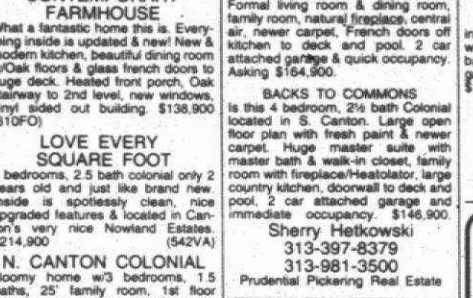 FARMHOUSE
What a fantastic home this is. Every-
hing inside is updated & new! New &
modern kitchen, beautiful dining room
w/Oak floors & glass french doors to
huge deck. Heated front porch, Oak
tairway to 2nd level, new windows,
inyl sided out building. $138,900
810FO)
LOVE EVERY
SQUARE FOOT
bedrooms, 2.5 bath colonial only 2
ears old and just like brand new.
nside is spotlessly clean, nice
pgraded features & located in Can-
on's very nice Nowland Estates.
214,900 (542VA)
N. CANTON COLONIAL
Roomy home w/3 bedrooms, 1.5
aths, 25' family room, 1st floor
Formal living room & dining room,
family room, natural fireplace, central
air, newer carpet, French doors off
kitchen to deck and pool. 2 car
attached garage & quick occupancy.
Asking $164,900.
BACKS TO COMMONS
Is this 4 bedroom, 2½ bath Colonial
located in S. Canton. Large open
floor plan with fresh paint & newer
carpet. Huge master suite with
master bath & walk-in closet, family
room with fireplace/Heatolator, large
country kitchen, doorwall to deck and
pool, 2 car attached garage and
immediate occupancy. $146,900.
Sherry Hetkowski
313-397-8379
313-981-3500
Prudential Pickering Real Estate